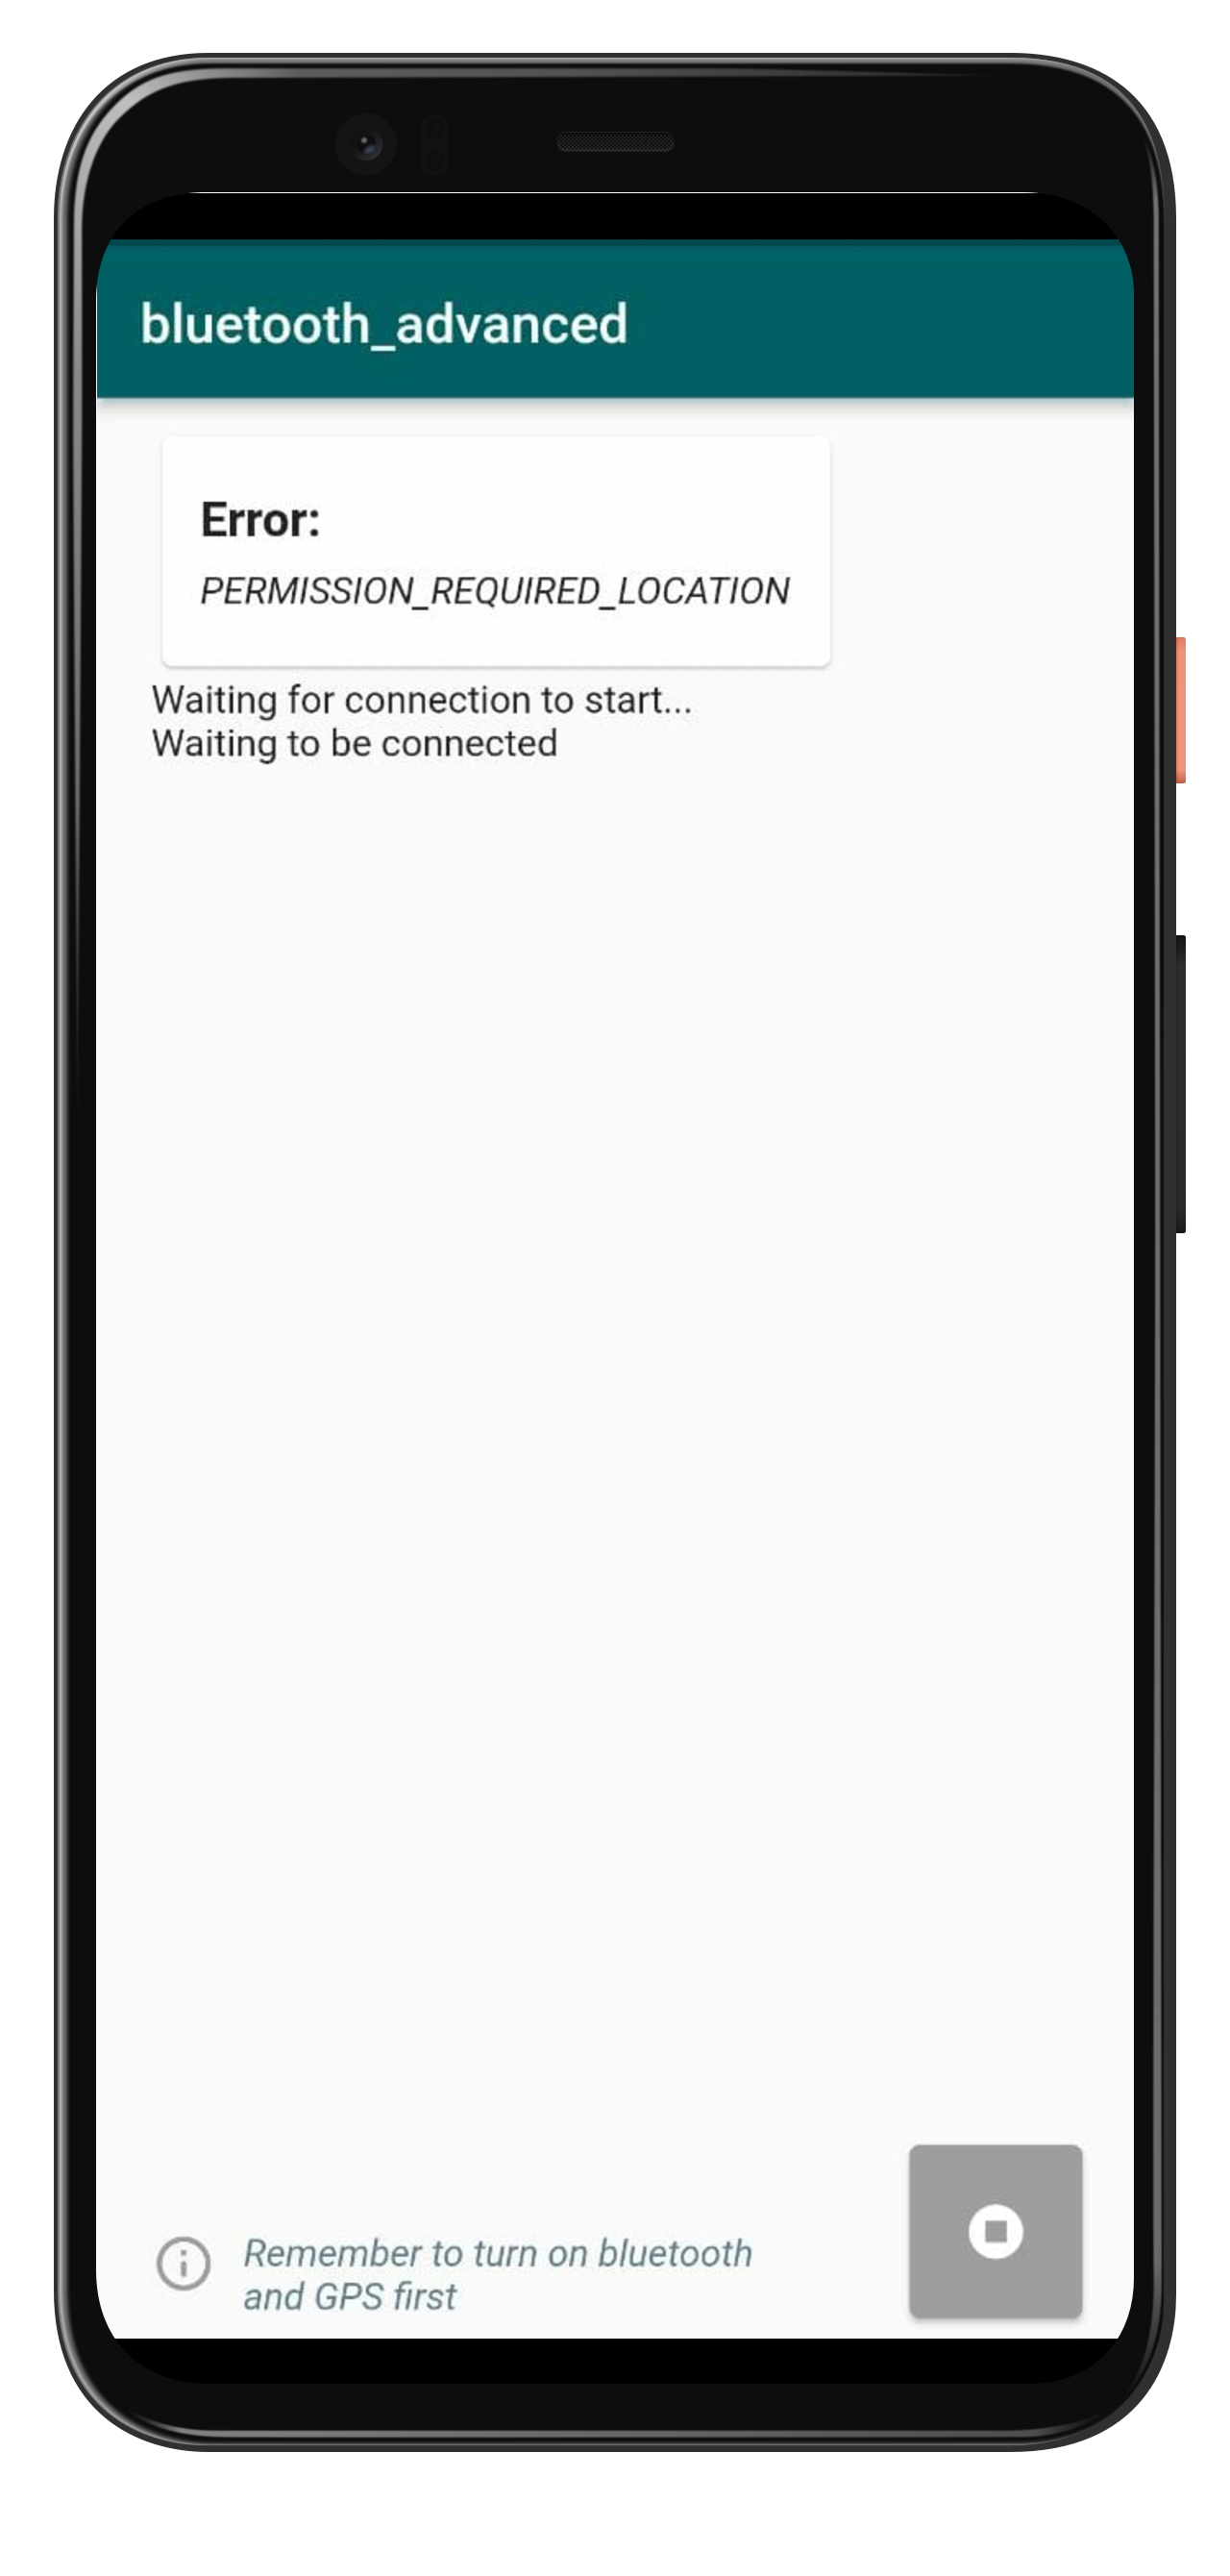 bluetooth_advanced
Error:
PERMISSION_REQUIRED_LOCATION
Waiting for connection to start...
Waiting to be connected
Remember to turn on bluetooth
and GPS first